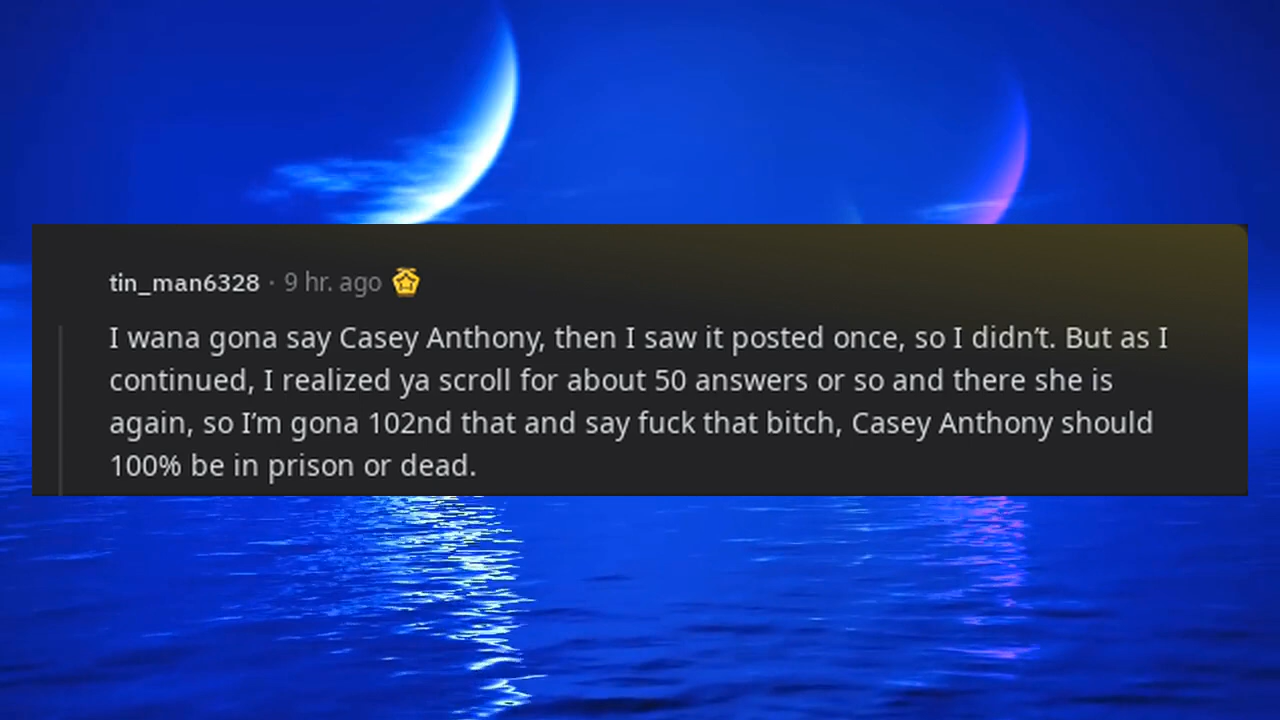 tin_man6328 · 9 hr. ago
I wana gona say Casey Anthony, then I saw it posted once, so I didn’t. But as I
continued, I realized ya scroll for about 50 answers or so and there she is
again, so I’m gona 102nd that and say fuck that bitch, Casey Anthony should
100% be in prison or dead.